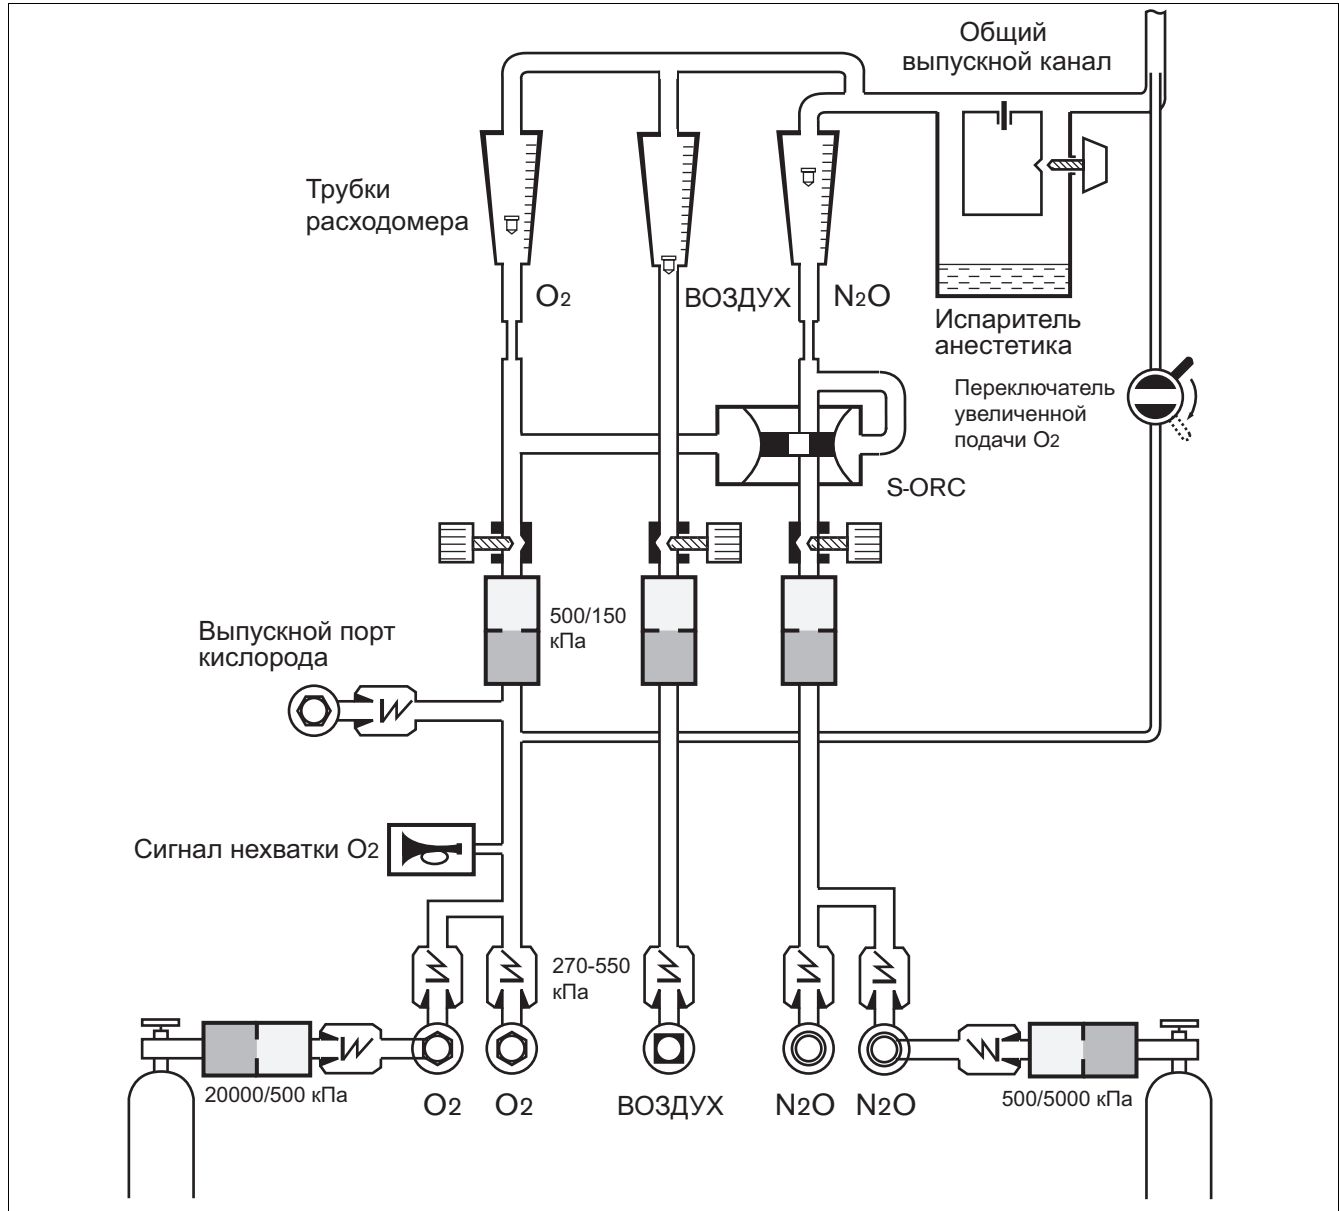 Общий
выпускной канал
Трубки
расходомера
O2
ВОЗДУХ
N2O
Испаритель
анестетика
Переключатель
увеличенной
подачи O2
S-ORC
500/150
кПа
Выпускной порт
кислорода
Сигнал нехватки O2
270-550
кПа
20000/500 кПа
O2
O2
ВОЗДУХ
N2O
N2O
500/5000 кПа